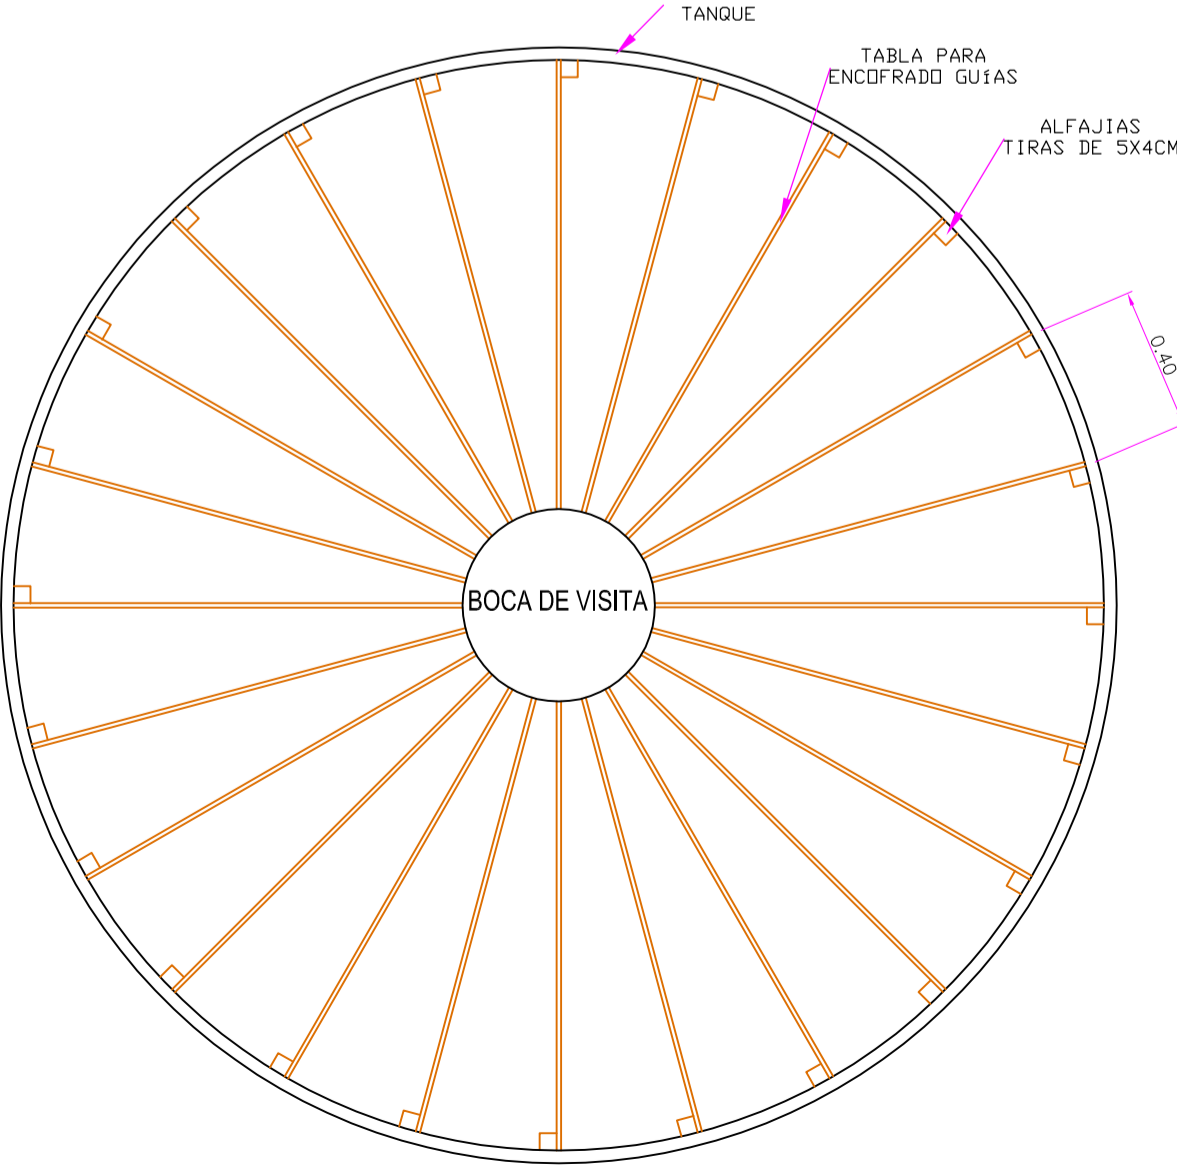 TANQUE
TABLA PARA
ENCOFRADO GUíAS
ALFAJIAS
TIRAS DE 5X4CM
0.40
BOCA DE VISITA